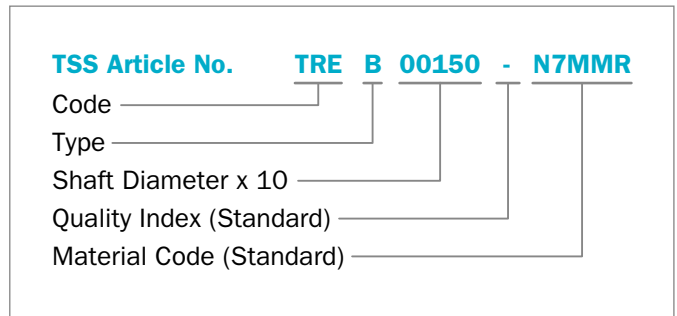 TSS Article No. TRE B 00150 - N7MMR
Code
Type
Shaft Diameter x 10
Quality Index (Standard)
Material Code (Standard)